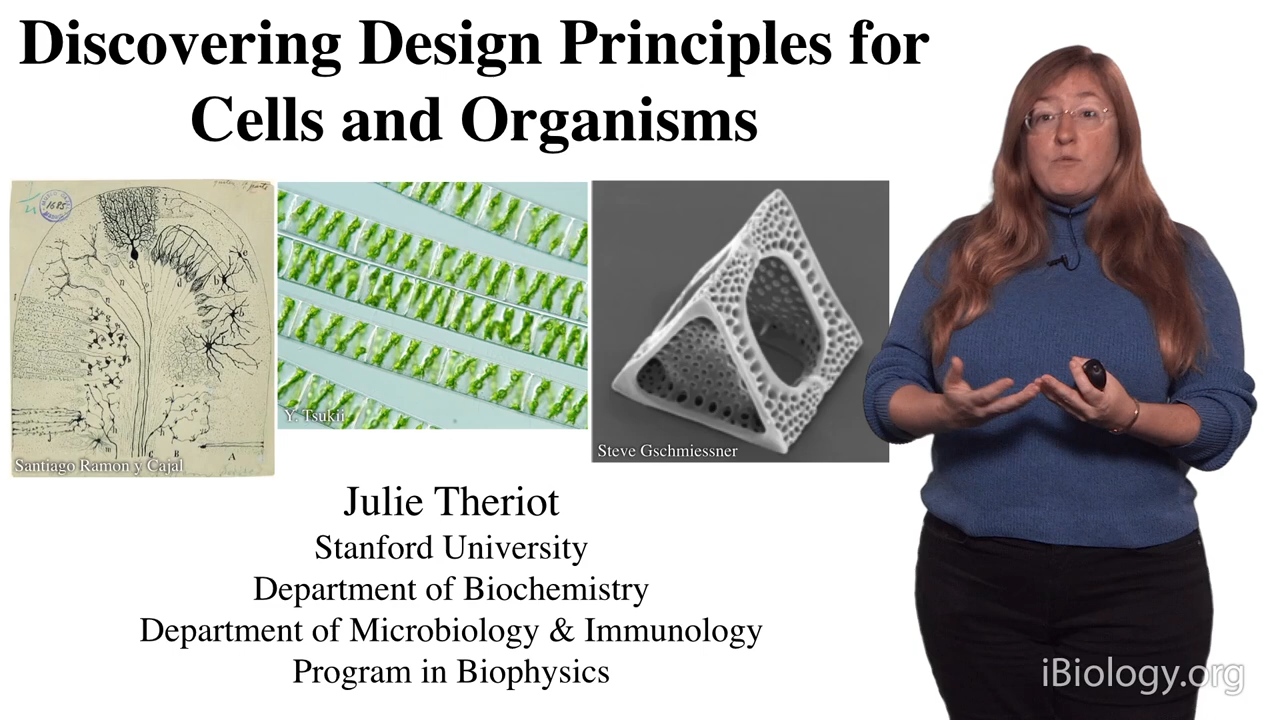 Discovering Design Principles for
Cells and Organisms
1685
Santiago Ramon y Cajal
Y. Tsukii
Steve Gschmiessner
Julie Theriot
Stanford University
Department of Biochemistry
Department of Microbiology & Immunology
Program in Biophysics
iBiology.org